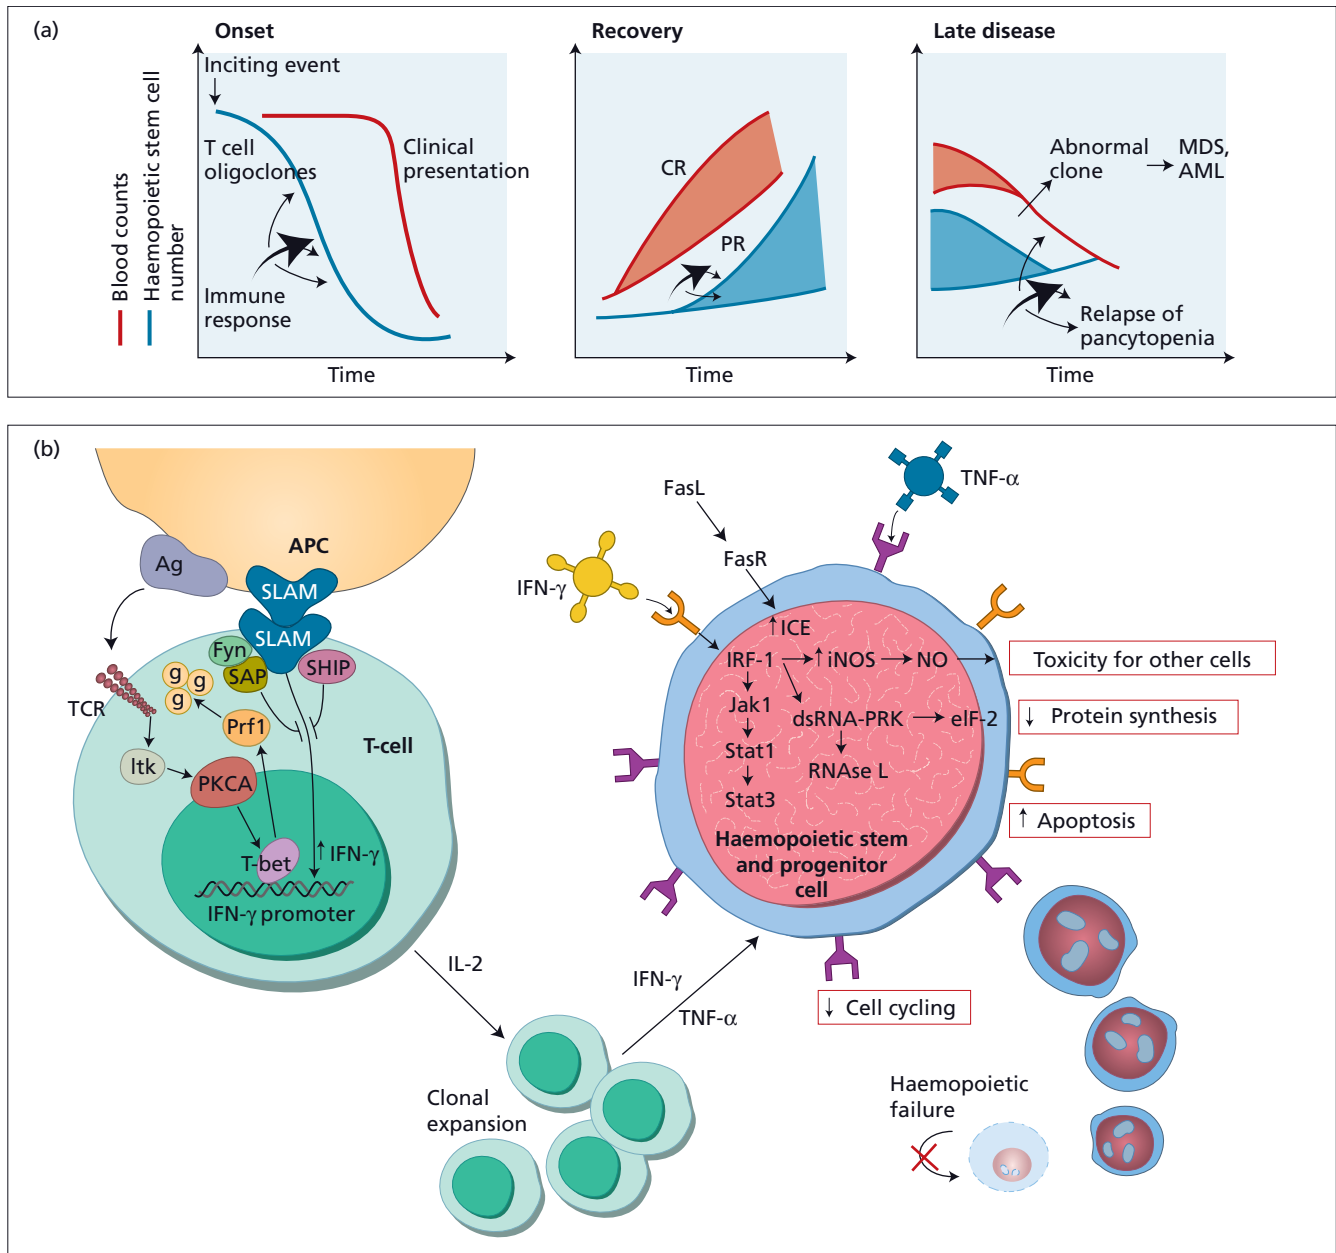 (a)
Onset
Recovery
Late disease
Blood counts
Haemopoietic stem cell
number
Inciting event
T cell
oligoclones
Clinical
presentation
Immune
response
Time
CR
PR
Time
Abnormal
clone
MDS,
AML
Relapse of
pancytopenia
Time
(b)
APC
Ag
SLAM
SLAM
Fyn
SAP
SHIP
g
g
g
TCR
Prf1
T-cell
Itk
PKCA
T-bet
↑ IFN-γ
IFN-γ promoter
IL-2
Clonal
expansion
IFN-γ
TNF-α
FasL
FasR
IFN-γ
TNF-α
↑ICE
IRF-1
↑ iNOS
NO
Toxicity for other cells
Jak1
dsRNA-PRK
elF-2
↓ Protein synthesis
Stat1
RNAse L
Stat3
↑ Apoptosis
Haemopoietic stem
and progenitor
cell
↓ Cell cycling
Haemopoietic
failure